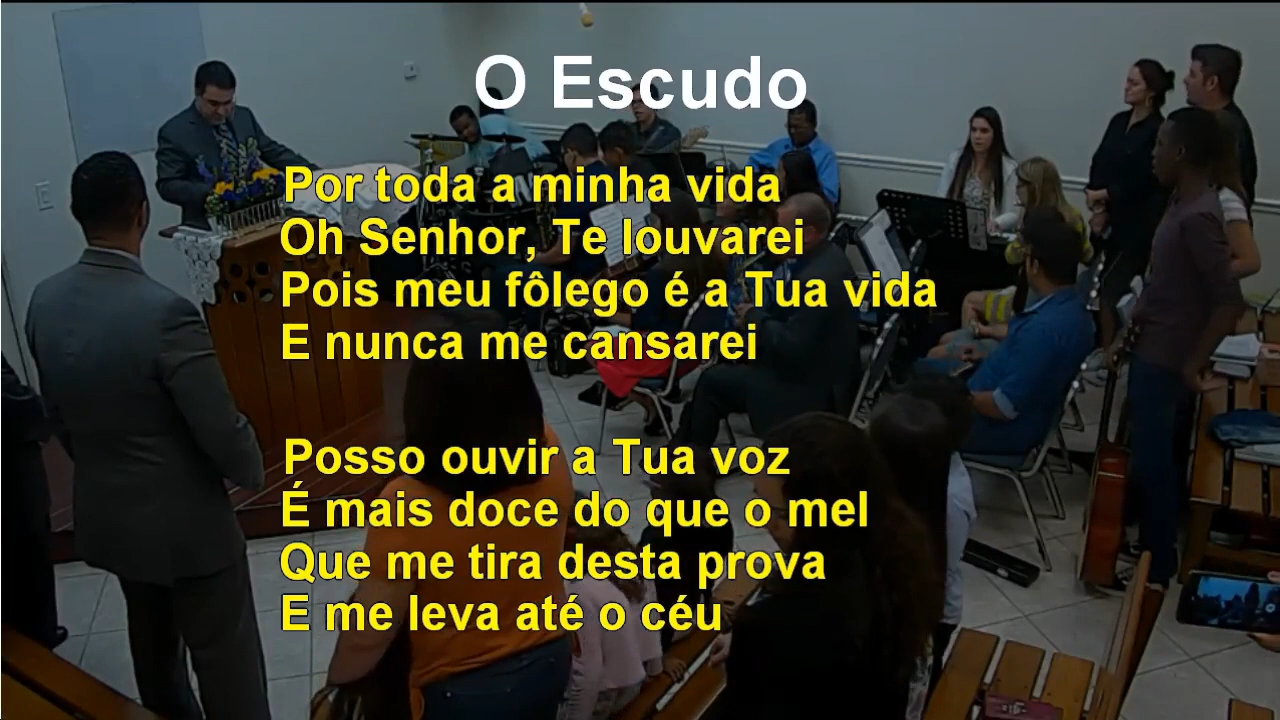 O Escudo
Por toda a minha vida
Oh Senhor, Te louvarei
Pois meu fôlego é a Tua vida
E nunca me cansarei
Posso ouvir a Tua voz
É mais doce do que o mel
Que me tira desta prova
E me leva até o céu